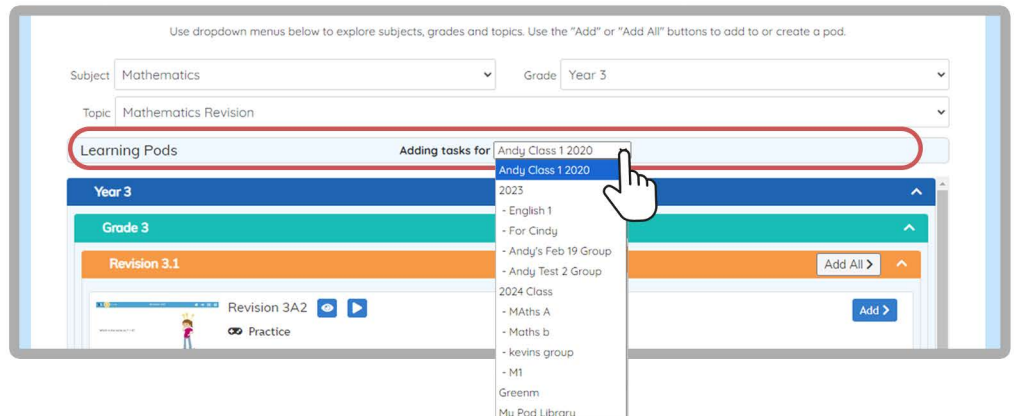 Use dropdown menus below to explore subjects, grades and topics. Use the "Add" or "Add All" buttons to add to or create a pod.
Subject Mathematics Grade Year 3
Topic Mathematics Revision
Learning Pods Adding tasks for Andy Class 1 2020
Andy Class 1 2020
Year 3 2023
- English 1
Grade 3 - For Cindy
- Andy's Feb 19 Group
Revision 3.1 - Andy Test 2 Group Add All
2024 Class
Revision 3A2 - MAths A Add
Practice - Maths b
- kevins group
- M1
Greenm
My Pod Library